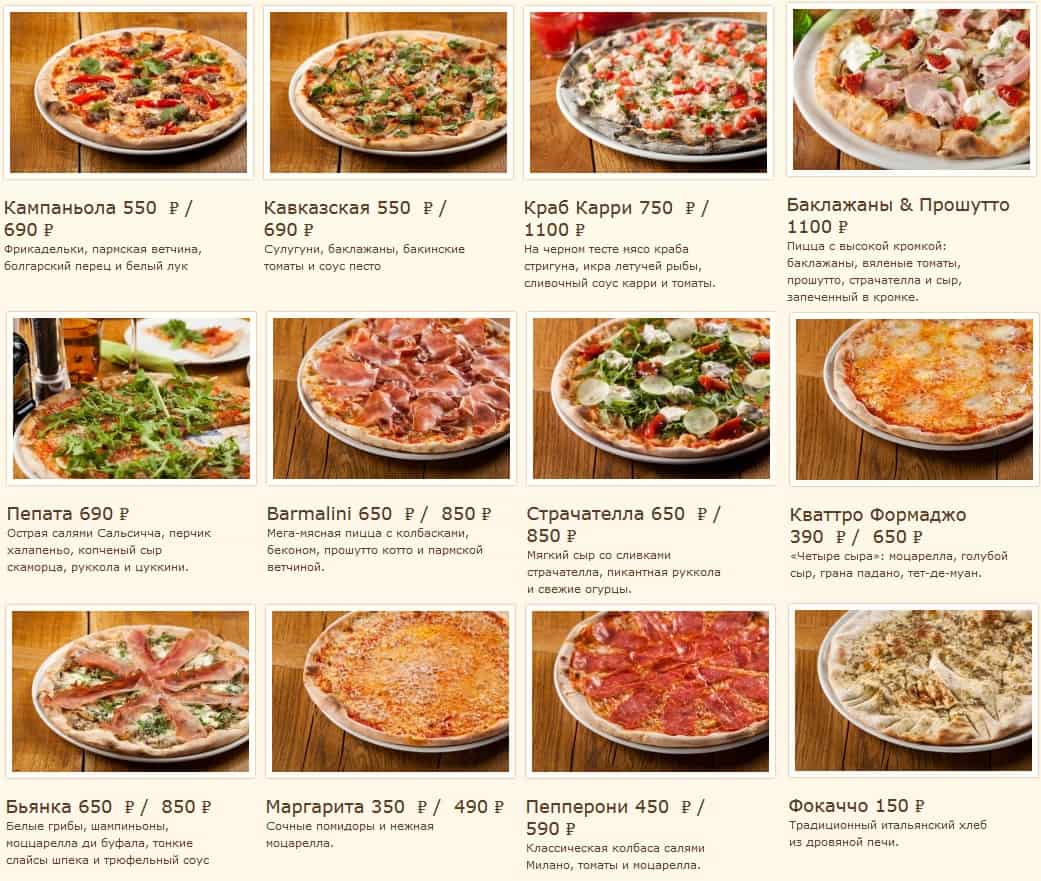 Кампаньола 550 ₽ /
690 ₽
Фрикадельки, пармская ветчина,
болгарский перец и белый лук
Кавказская 550 ₽ /
690 ₽
Сулугуни, баклажаны, бакинские
томаты и соус песто
Краб Карри 750 ₽ /
1100 ₽
На черном тесте мясо краба
стригуна, икра летучей рыбы,
сливочный соус карри и томаты.
Баклажаны & Прошутто
1100 ₽
Пицца с высокой кромкой:
баклажаны, вяленые томаты,
прошутто, страчателла и сыр,
запеченный в кромке.
Пепата 690 ₽
Острая салями Сальсичча, перчик
халапеньо, копченый сыр
скаморца, руккола и цуккини.
Barmalini 650 ₽ / 850 ₽
Мега-мясная пицца с колбасками,
беконом, прошутто котто и пармской
ветчиной.
Страчателла 650 ₽ /
850 ₽
Мягкий сыр со сливками
страчателла, пикантная руккола
и свежие огурцы.
Кваттро Формаджо
390 ₽ / 650 ₽
«Четыре сыра»: моцарелла, голубой
сыр, грана падано, тет-де-муан.
Бьянка 650 ₽ / 850 ₽
Белые грибы, шампиньоны,
моццарелла ди буфала, тонкие
слайсы шпека и трюфельный соус
Маргарита 350 ₽ / 490 ₽
Сочные помидоры и нежная
моцарелла.
Пепперони 450 ₽ /
590 ₽
Классическая колбаса салями
Милано, томаты и моцарелла.
Фокаччо 150 ₽
Традиционный итальянский хлеб
из дровяной печи.